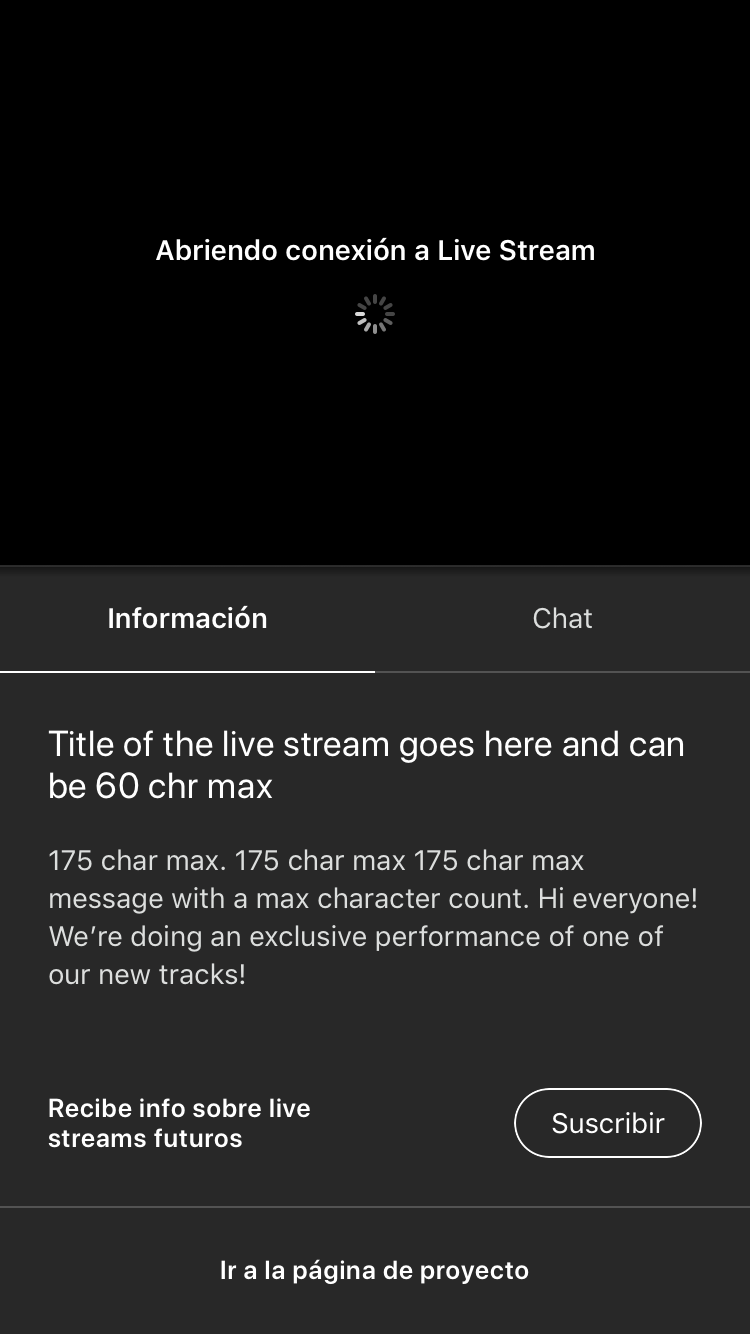 Abriendo conexión a Live Stream
Información
Chat
Title of the live stream goes here and can
be 60 chr max
175 char max. 175 char max 175 char max
message with a max character count. Hi everyone!
We’re doing an exclusive performance of one of
our new tracks!
Recibe info sobre live
streams futuros
Suscribir
Ir a la página de proyecto